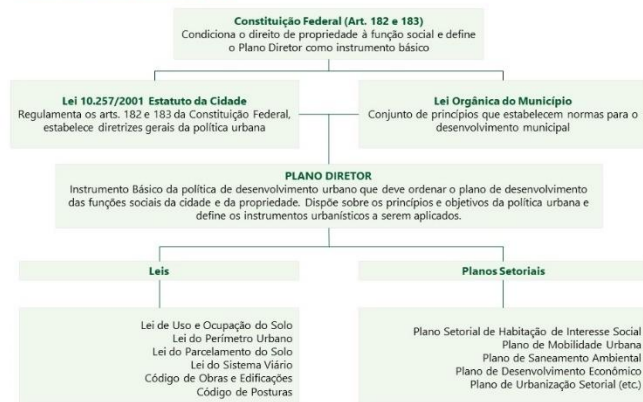 Constituição Federal (Art. 182 e 183)
Condiciona o direito de propriedade à função social e define
o Plano Diretor como instrumento básico
Lei 10.257/2001 Estatuto da Cidade
Regulamenta os arts. 182 e 183 da Constituição Federal,
estabelece diretrizes gerais da política urbana
Lei Orgânica do Município
Conjunto de princípios que estabelecem normas para o
desenvolvimento municipal
PLANO DIRETOR
Instrumento Básico da política de desenvolvimento urbano que deve ordenar o plano de desenvolvimento
das funções sociais da cidade e da propriedade. Dispõe sobre os princípios e objetivos da política urbana e
define os instrumentos urbanísticos a serem aplicados.
Leis
Lei de Uso e Ocupação do Solo
Lei do Perímetro Urbano
Lei do Parcelamento do Solo
Lei do Sistema Viário
Código de Obras e Edificações
Código de Posturas
Planos Setoriais
Plano Setorial de Habitação de Interesse Social
Plano de Mobilidade Urbana
Plano de Saneamento Ambiental
Plano de Desenvolvimento Econômico
Plano de Urbanização Setorial (etc.)